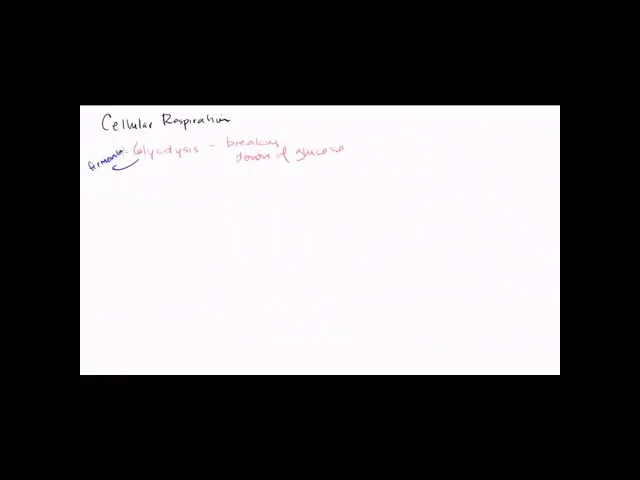 Cellular Respiration
Glycolysis - breaking
down of glucose